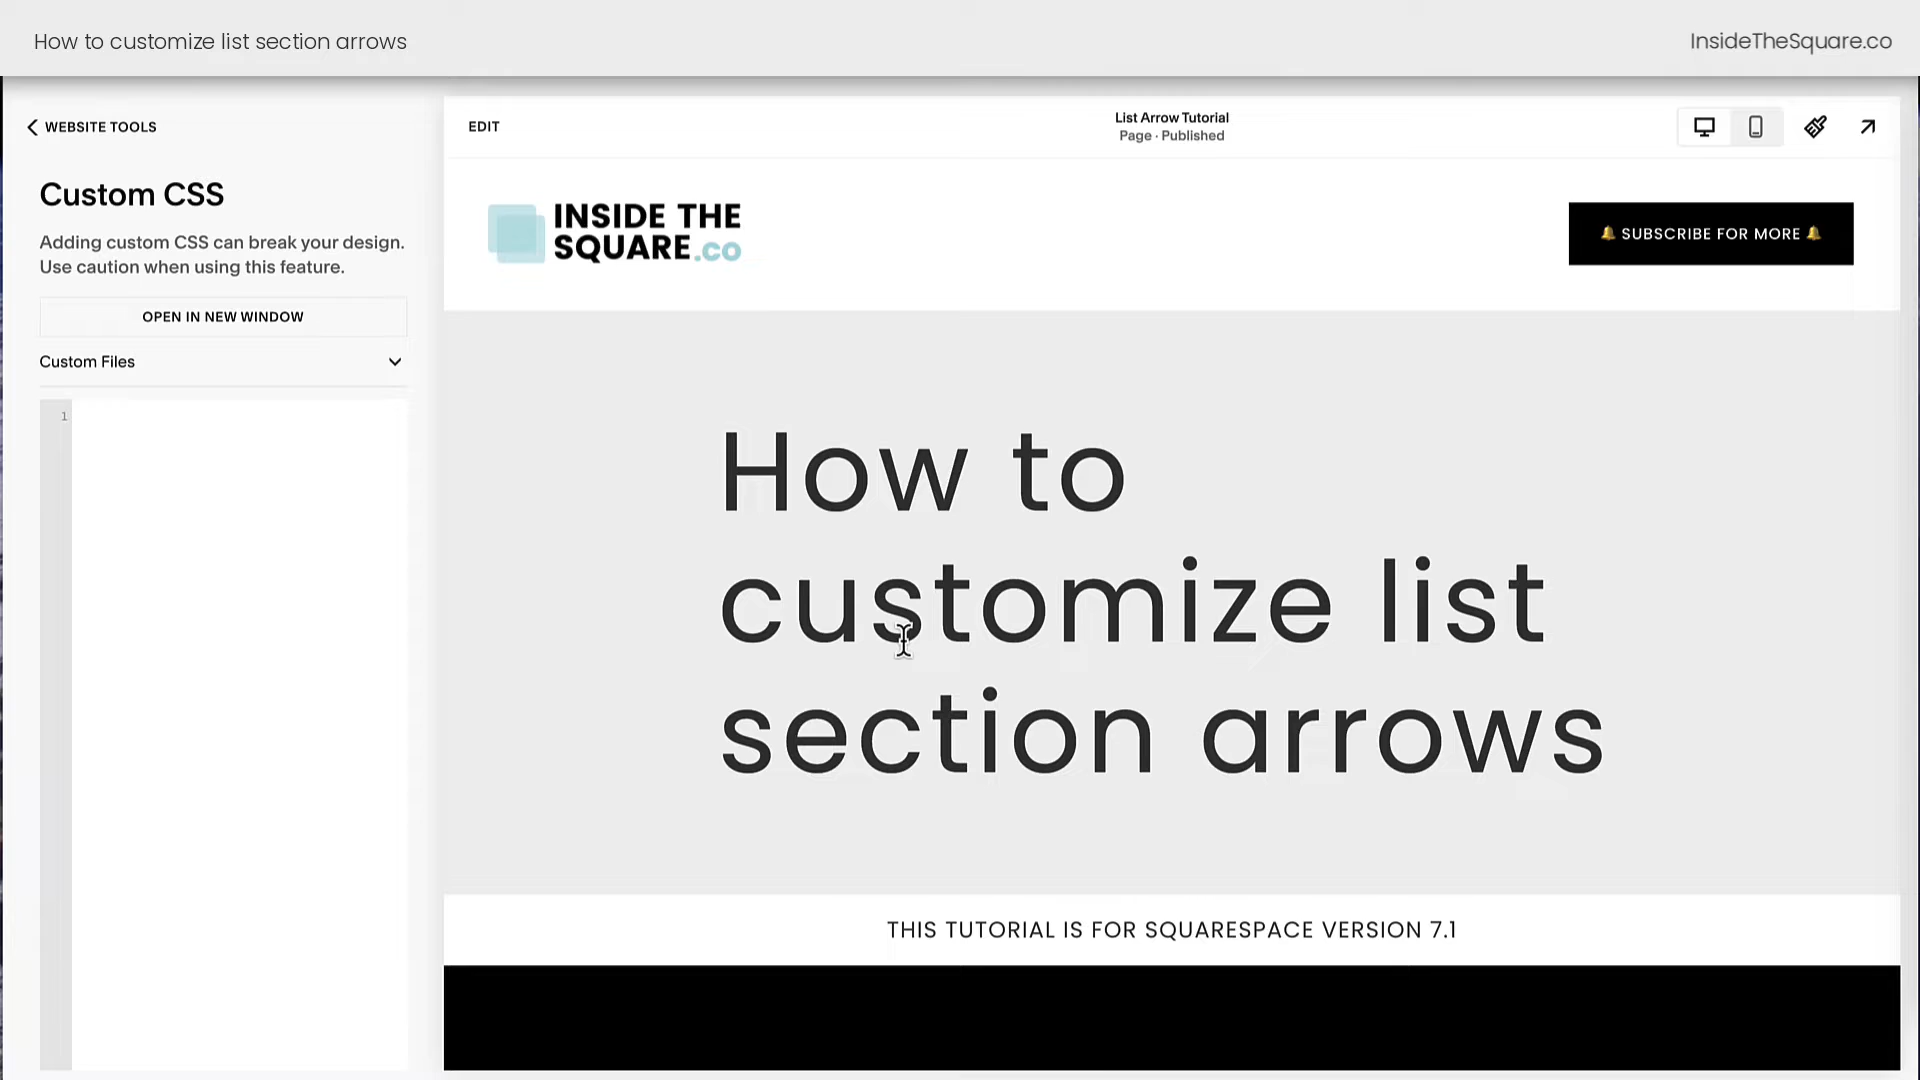 How to customize list section arrows
InsideTheSquare.co
WEBSITE TOOLS
Custom CSS
Adding custom CSS can break your design.
Use caution when using this feature.
OPEN IN NEW WINDOW
Custom Files
1
EDIT
List Arrow Tutorial
Page · Published
INSIDE THE
SQUARE.co
🔔 SUBSCRIBE FOR MORE 🔔
How to
customize list
section arrows
THIS TUTORIAL IS FOR SQUARESPACE VERSION 7.1